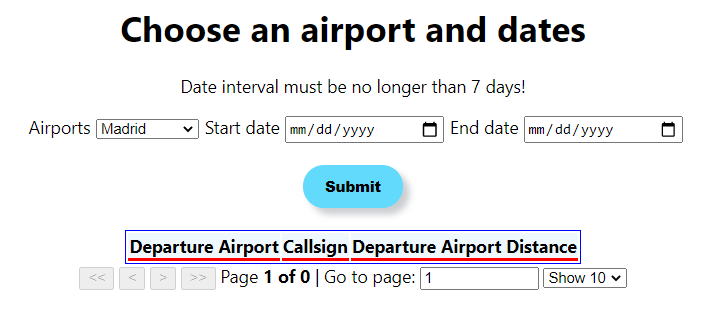 Choose an airport and dates
Date interval must be no longer than 7 days!
Airports Madrid Start date mm/dd/yyyy End date mm/dd/yyyy
Submit
Departure Airport Callsign Departure Airport Distance
<< < > >> Page 1 of 0 | Go to page: 1 Show 10